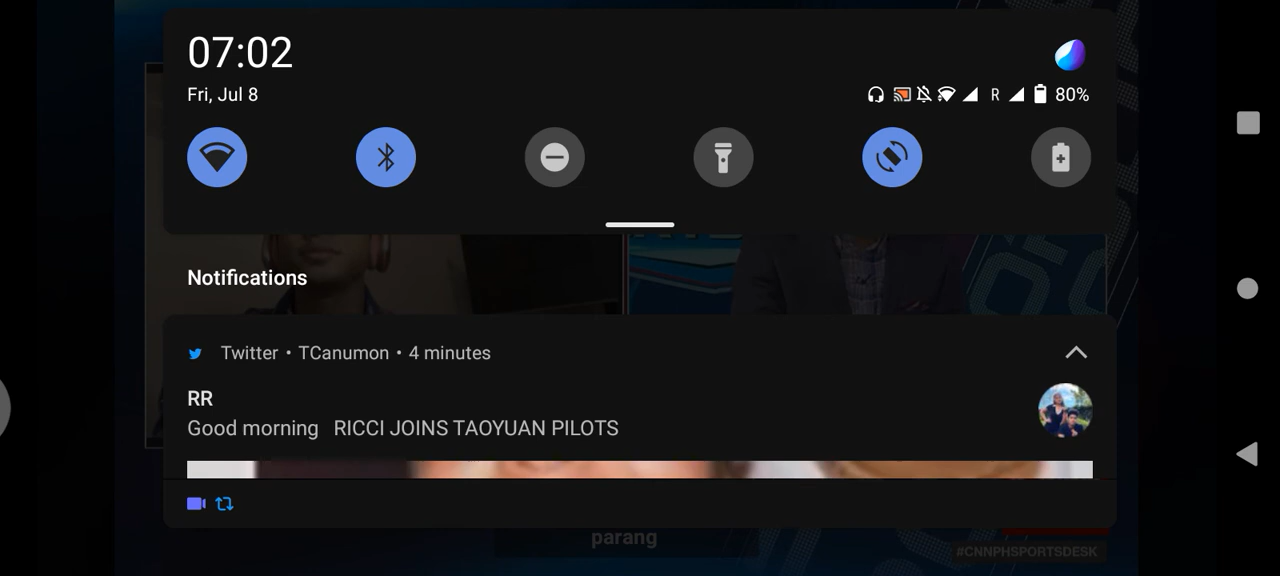 07:02
Fri, Jul 8
R 80%
Notifications
Twitter • TCanumon • 4 minutes
RR
Good morning RICCI JOINS TAOYUAN PILOTS
parang
#CNNPHSPORTSDESK